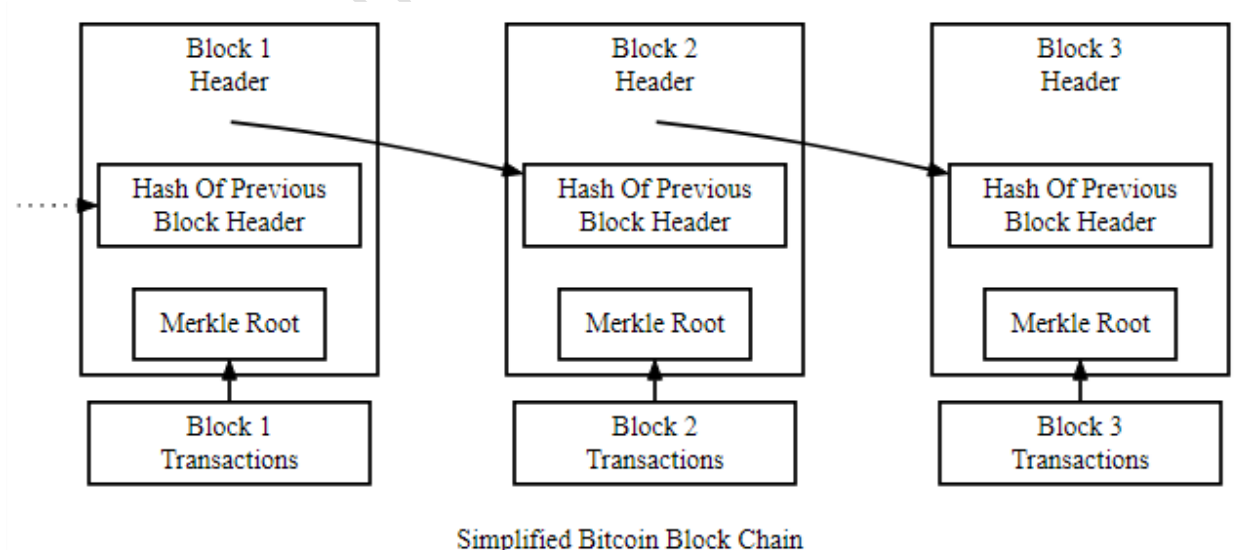 Block 1
Header
Hash Of Previous
Block Header
Merkle Root
Block 1
Transactions
Block 2
Header
Hash Of Previous
Block Header
Merkle Root
Block 2
Transactions
Block 3
Header
Hash Of Previous
Block Header
Merkle Root
Block 3
Transactions
Simplified Bitcoin Block Chain